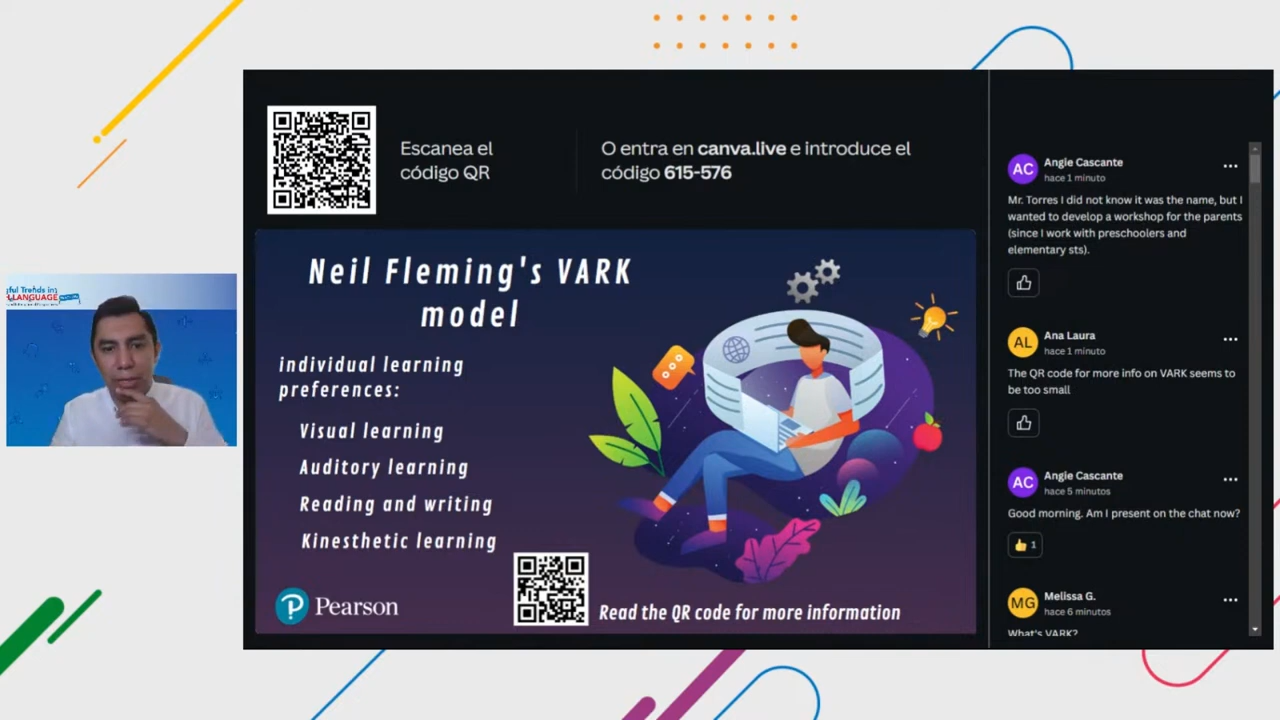 Escanea el
código QR
O entra en canva.live e introduce el
código 615-576
Neil Fleming's VARK
model
individual learning
preferences:
Visual learning
Auditory learning
Reading and writing
Kinesthetic learning
Pearson
Read the QR code for more information
AC
Angie Cascante
hace 1 minuto
Mr. Torres I did not know it was the name, but I
wanted to develop a workshop for the parents
(since I work with preschoolers and
elementary sts).
AL
Ana Laura
hace 1 minuto
The QR code for more info on VARK seems to
be too small
AC
Angie Cascante
hace 5 minutos
Good morning. Am I present on the chat now?
1
MG
Melissa G.
hace 6 minutos
What's VARK?
ful Trends in
LANGUAGE